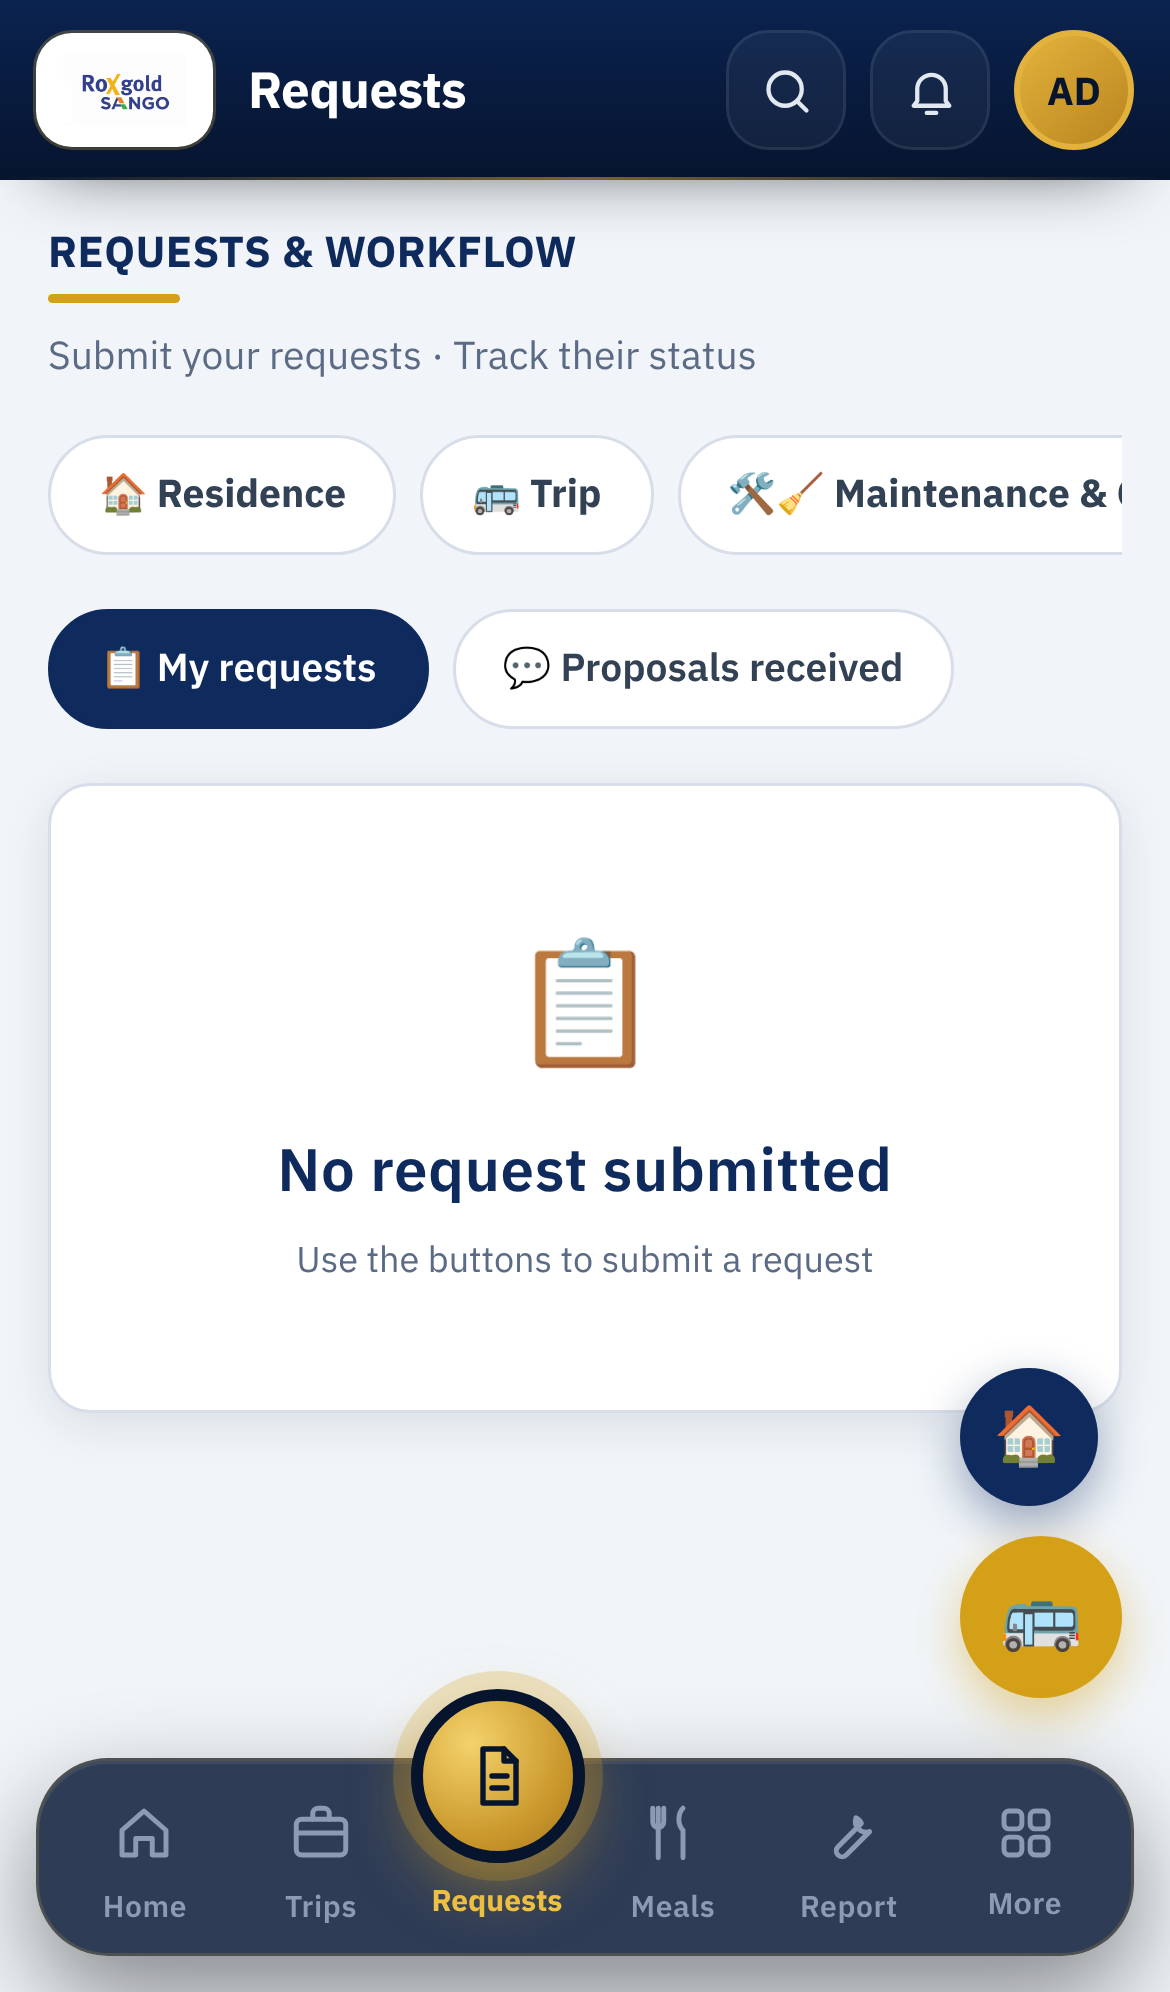 Roxgold
SANGO
Requests
AD
REQUESTS & WORKFLOW
Submit your requests · Track their status
🏠 Residence
🚌 Trip
🛠️🧹 Maintenance &
📋 My requests
💬 Proposals received
No request submitted
Use the buttons to submit a request
Home
Trips
Requests
Meals
Report
More